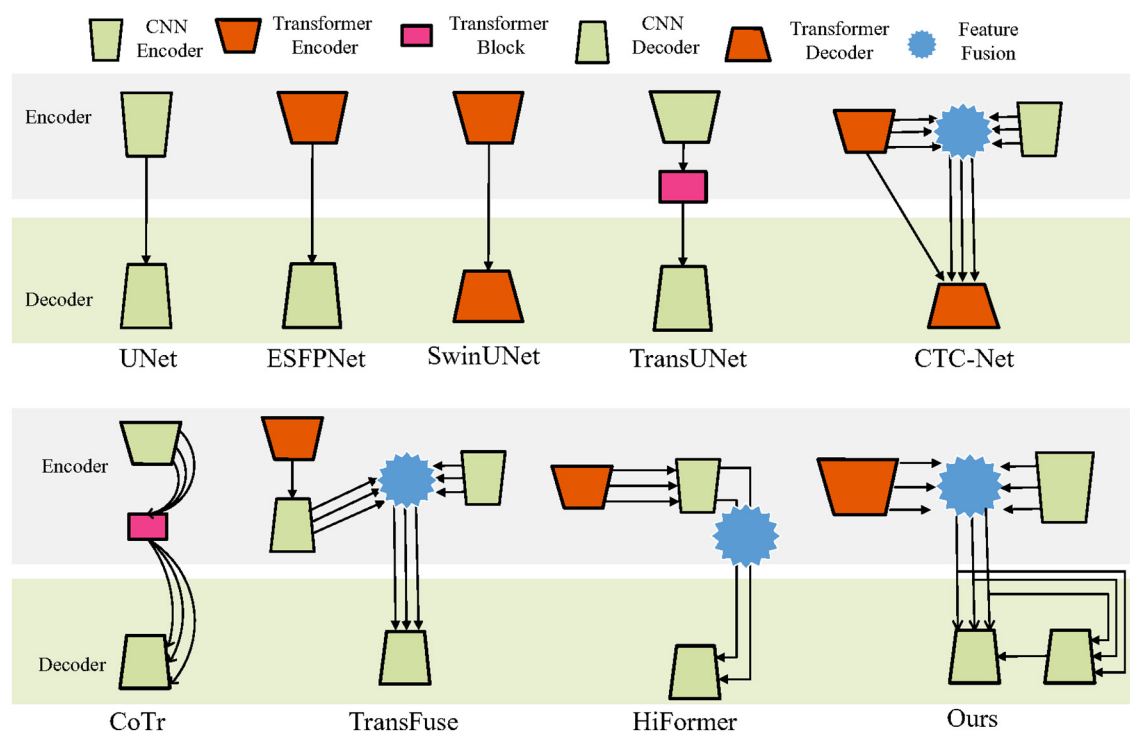 CNN
Encoder
Transformer
Encoder
Transformer
Block
CNN
Decoder
Transformer
Decoder
Feature
Fusion
Encoder
Decoder
UNet
ESFPNet
SwinUNet
TransUNet
CTC-Net
Encoder
Decoder
CoTr
TransFuse
HiFormer
Ours